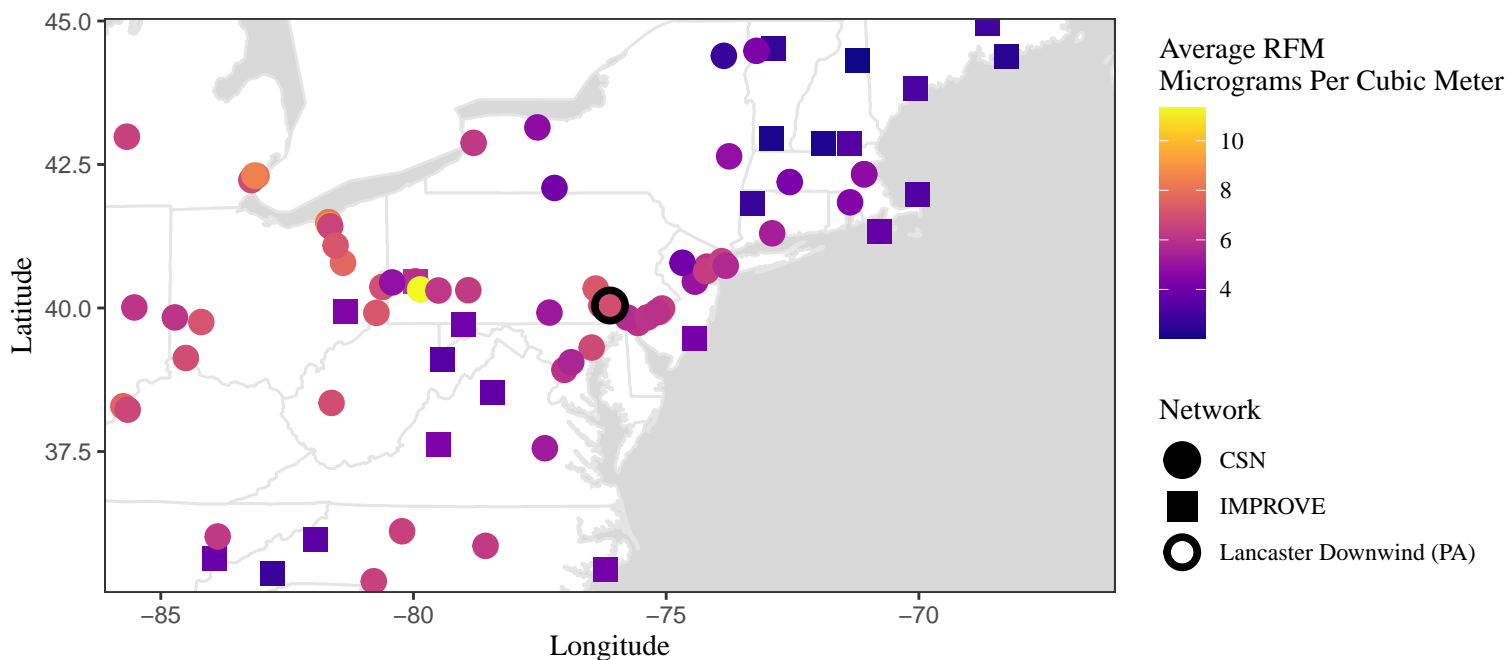 45.0
42.5
40.0
37.5
Latitude
−85
−80
−75
−70
Longitude
Average RFM
Micrograms Per Cubic Meter
10
8
6
4
Network
CSN
IMPROVE
Lancaster Downwind (PA)